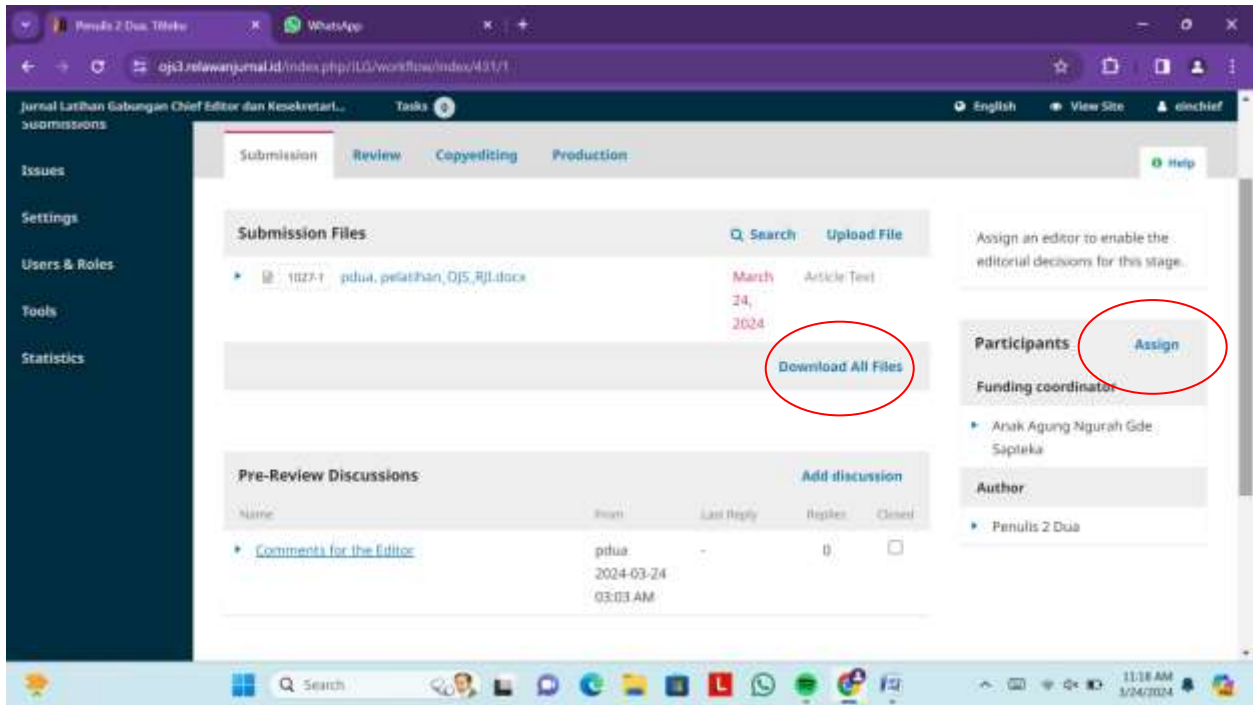 Penulis 2 Dua, Titleku
WhatsApp
ojs3.relawanjurnal.id/index.php/JLG/workflow/index/431/1
Jurnal Latihan Gabungan Chief Editor dan Kesekretari...
Tasks 0
English
View Site
einchief
Submissions
Issues
Settings
Users & Roles
Tools
Statistics
Submission Review Copyediting Production
Help
Submission Files
Search Upload File
1027-1 pdua, pelatihan_OJS_RJI.docx
March 24, 2024
Article Text
Download All Files
Pre-Review Discussions
Add discussion
Name From Last Reply Replies Closed
Comments for the Editor
pdua
2024-03-24
03:03 AM
-
0
Assign an editor to enable the
editorial decisions for this stage.
Participants Assign
Funding coordinator
Anak Agung Ngurah Gde
Sapteka
Author
Penulis 2 Dua
Search
11:18 AM
3/24/2024